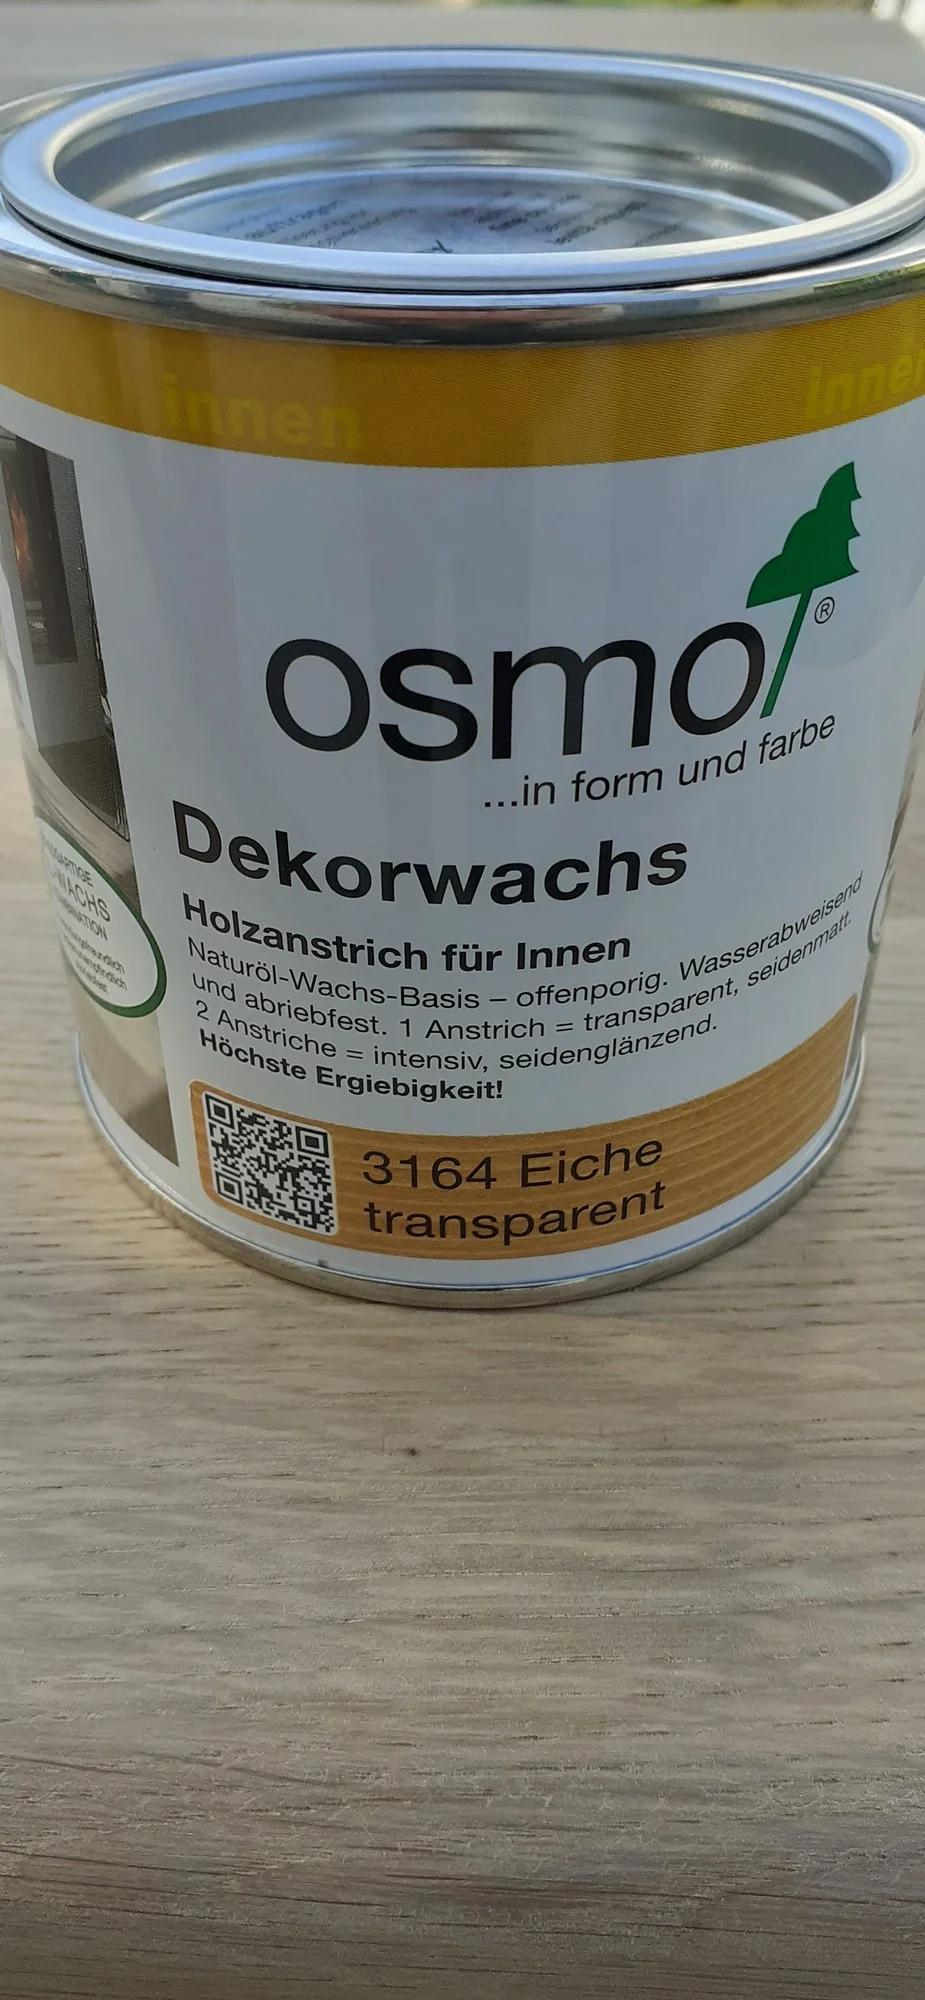 innen
innen
osmo®
...in form und farbe
Dekorwachs
Holzanstrich für Innen
Naturöl-Wachs-Basis – offenporig. Wasserabweisend
und abriebfest. 1 Anstrich = transparent, seidenmatt.
2 Anstriche = intensiv, seidenglänzend.
Höchste Ergiebigkeit!
3164 Eiche
transparent
WACHS